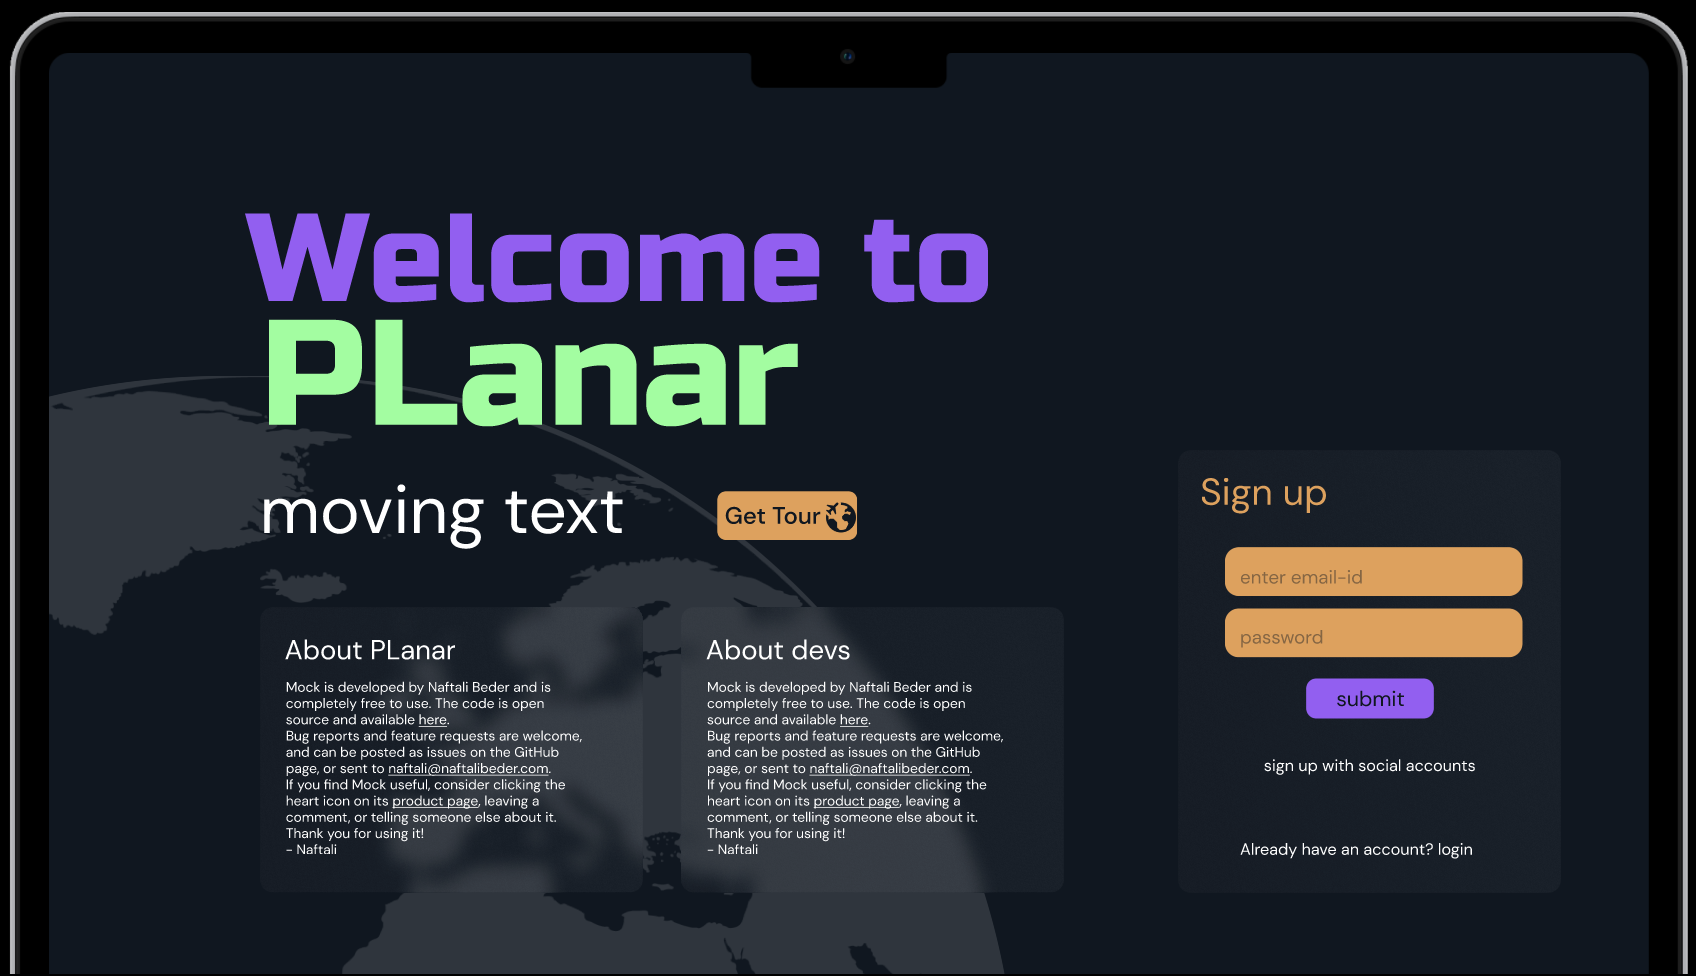 Welcome to
PLanar
moving text
Get Tour
About PLanar
Mock is developed by Naftali Beder and is
completely free to use. The code is open
source and available here.
Bug reports and feature requests are welcome,
and can be posted as issues on the GitHub
page, or sent to naftali@naftalibeder.com.
If you find Mock useful, consider clicking the
heart icon on its product page, leaving a
comment, or telling someone else about it.
Thank you for using it!
- Naftali
About devs
Mock is developed by Naftali Beder and is
completely free to use. The code is open
source and available here.
Bug reports and feature requests are welcome,
and can be posted as issues on the GitHub
page, or sent to naftali@naftalibeder.com.
If you find Mock useful, consider clicking the
heart icon on its product page, leaving a
comment, or telling someone else about it.
Thank you for using it!
- Naftali
Sign up
enter email-id
password
submit
sign up with social accounts
Already have an account? login